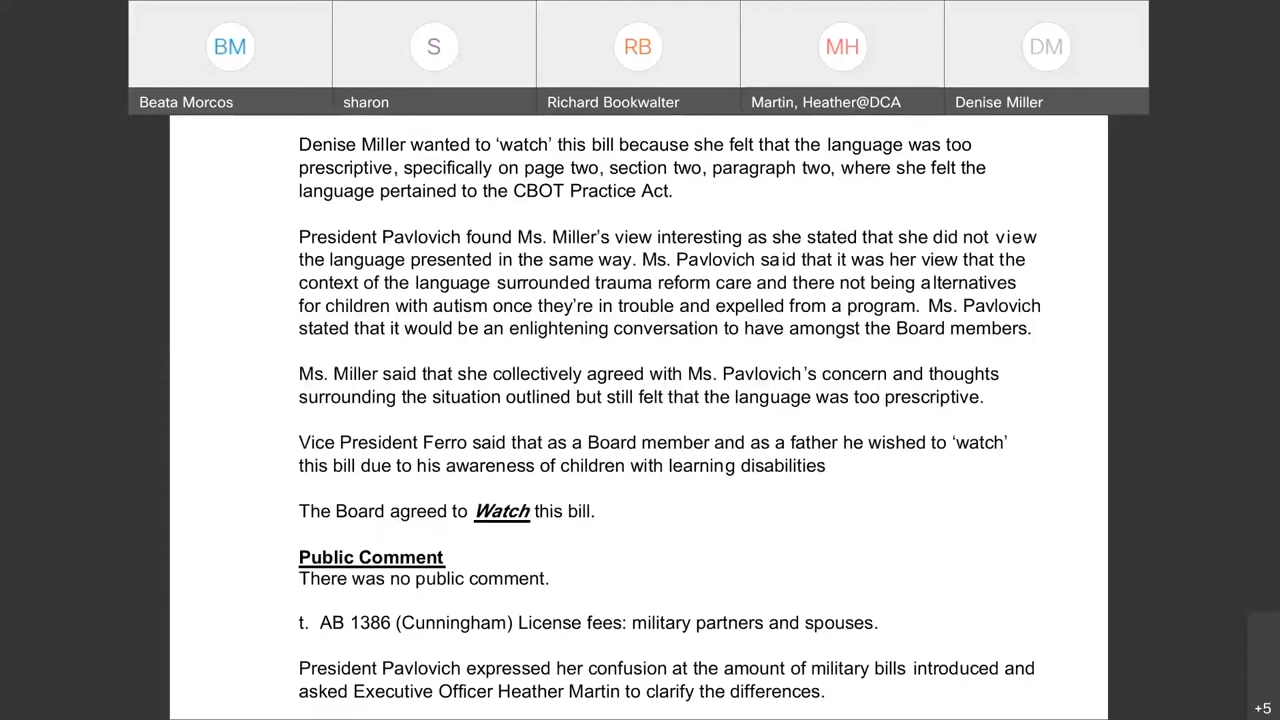 BM
S
RB
MH
DM
Beata Morcos
sharon
Richard Bookwalter
Martin, Heather@DCA
Denise Miller
Denise Miller wanted to ‘watch’ this bill because she felt that the language was too
prescriptive, specifically on page two, section two, paragraph two, where she felt the
language pertained to the CBOT Practice Act.
President Pavlovich found Ms. Miller’s view interesting as she stated that she did not view
the language presented in the same way. Ms. Pavlovich said that it was her view that the
context of the language surrounded trauma reform care and there not being alternatives
for children with autism once they’re in trouble and expelled from a program. Ms. Pavlovich
stated that it would be an enlightening conversation to have amongst the Board members.
Ms. Miller said that she collectively agreed with Ms. Pavlovich’s concern and thoughts
surrounding the situation outlined but still felt that the language was too prescriptive.
Vice President Ferro said that as a Board member and as a father he wished to ‘watch’
this bill due to his awareness of children with learning disabilities
The Board agreed to Watch this bill.
Public Comment
There was no public comment.
t. AB 1386 (Cunningham) License fees: military partners and spouses.
President Pavlovich expressed her confusion at the amount of military bills introduced and
asked Executive Officer Heather Martin to clarify the differences.
+5